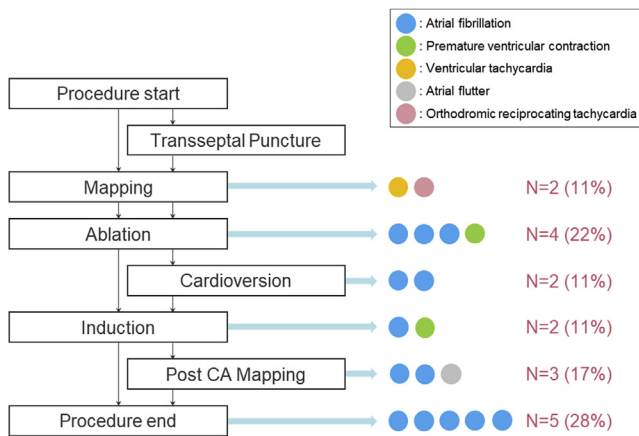 : Atrial fibrillation
: Premature ventricular contraction
: Ventricular tachycardia
: Atrial flutter
: Orthodromic reciprocating tachycardia
Procedure start
Transseptal Puncture
Mapping
N=2 (11%)
Ablation
N=4 (22%)
Cardioversion
N=2 (11%)
Induction
N=2 (11%)
Post CA Mapping
N=3 (17%)
Procedure end
N=5 (28%)